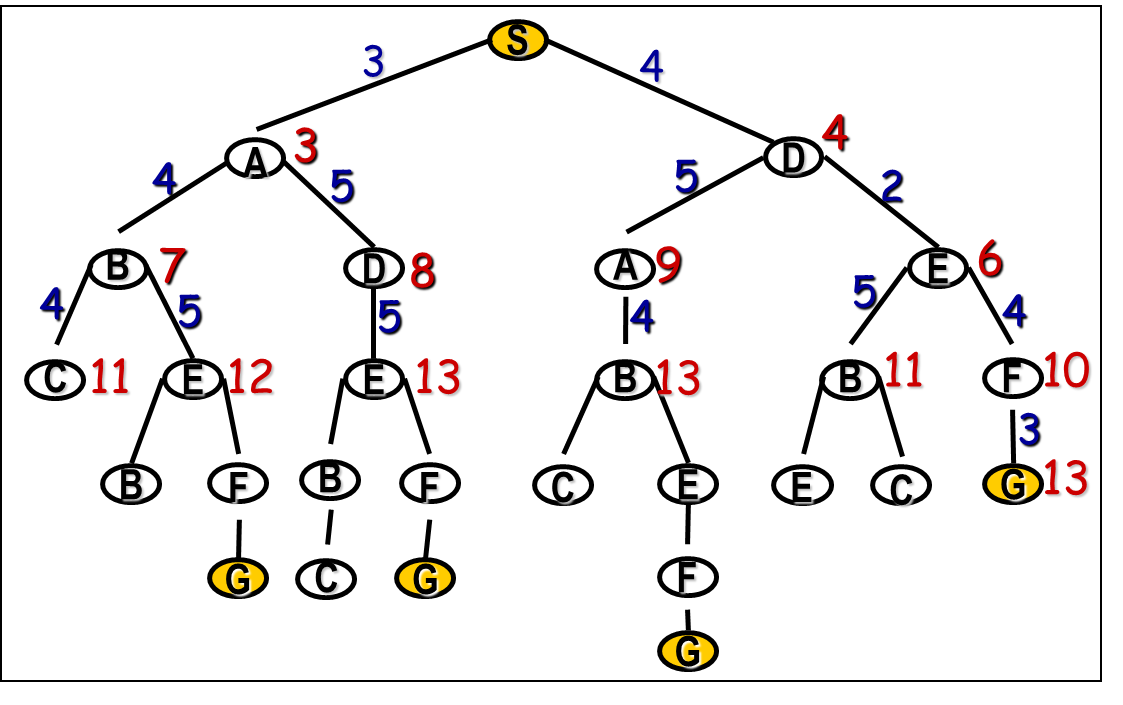 S
3 4
A 3 D 4
4 5 5 2
B 7 D 8 A 9 E 6
4 5 5 4 5 4
C 11 E 12 E 13 B 13 B 11 F 10
3
B F B F C E E C G 13
G C G F
G